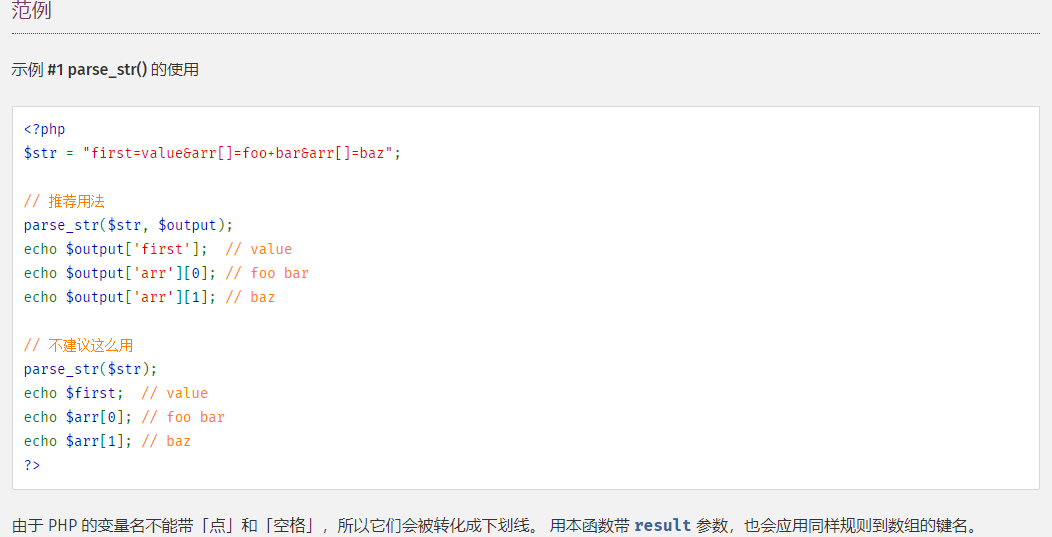 范例
示例 #1 parse_str() 的使用
<?php
$str = "first=value&arr[]=foo+bar&arr[]=baz";
// 推荐用法
parse_str($str, $output);
echo $output['first'];  // value
echo $output['arr'][0]; // foo bar
echo $output['arr'][1]; // baz
// 不建议这么用
parse_str($str);
echo $first;  // value
echo $arr[0]; // foo bar
echo $arr[1]; // baz
?>
由于 PHP 的变量名不能带「点」和「空格」，所以它们会被转化成下划线。 用本函数带 result 参数，也会应用同样规则到数组的键名。